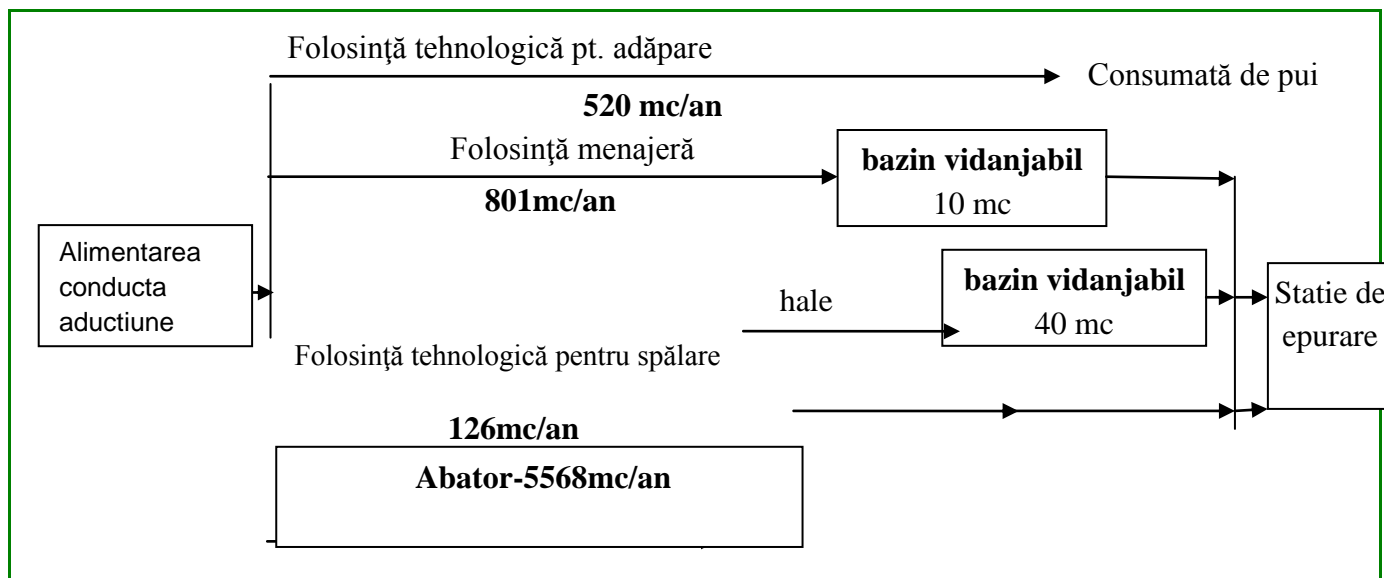 Folosinţă tehnologică pt. adăpare
Consumată de pui
520 mc/an
Folosinţă menajeră
801mc/an
bazin vidanjabil
10 mc
Alimentarea
conducta
aductiune
hale
bazin vidanjabil
40 mc
Statie de
epurare
Folosinţă tehnologică pentru spălare
126mc/an
Abator-5568mc/an